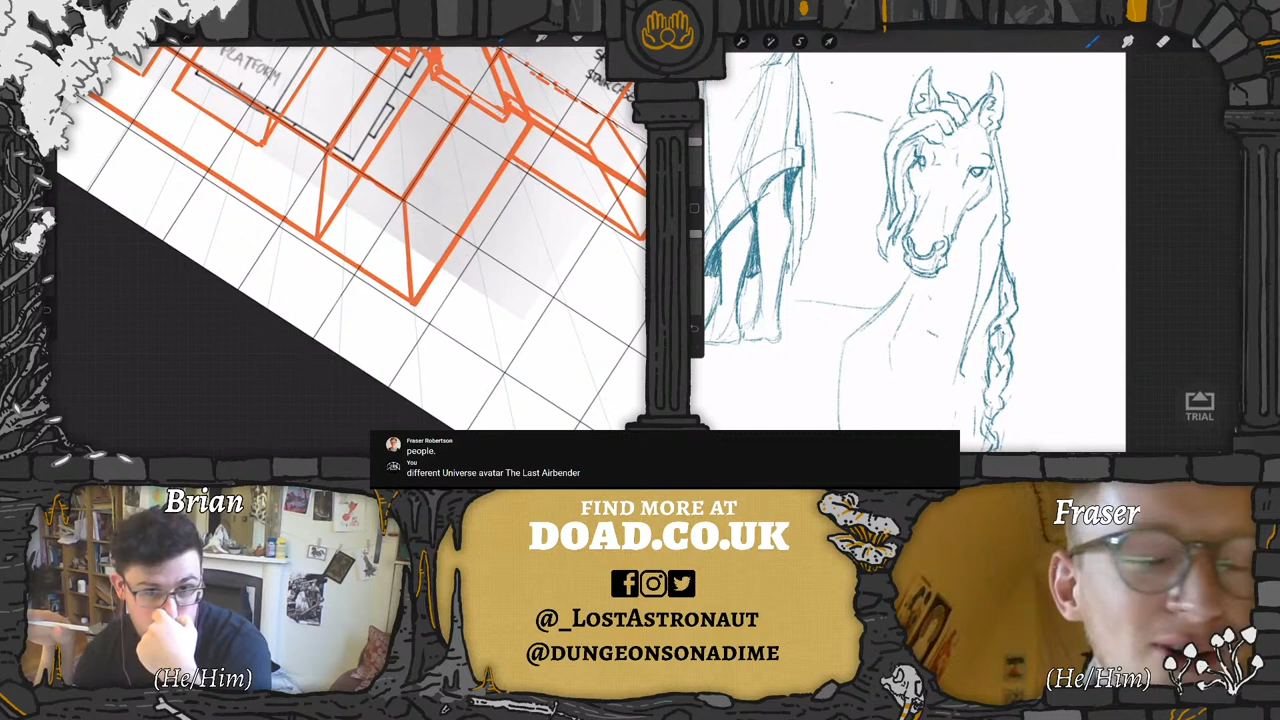 PLATFORM
TRIAL
Fraser Robertson
people.
You
different Universe avatar The Last Airbender
Brian
(He/Him)
FIND MORE AT
DOAD.CO.UK
@_LostAstronaut
@dungeonsonadime
Fraser
(He/Him)